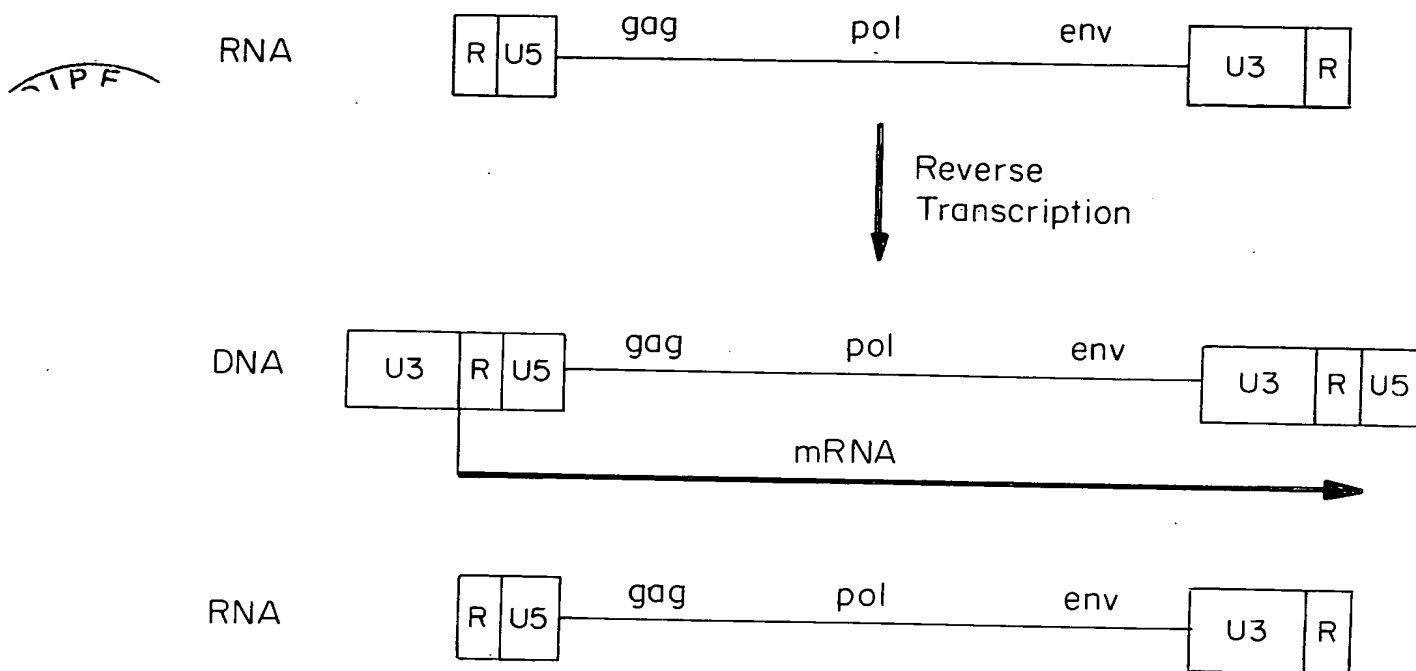 RNA R U5 gag pol env U3 R
IPF
Reverse
Transcription
DNA U3 R U5 gag pol env U3 R U5
mRNA
RNA R U5 gag pol env U3 R